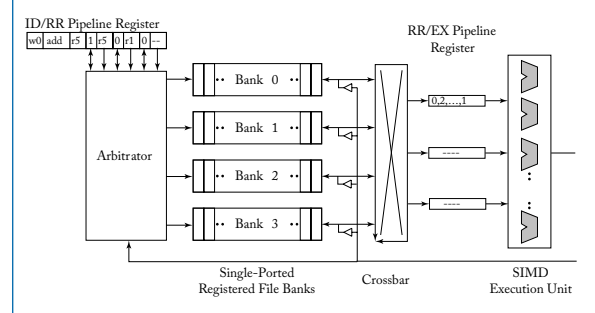 ID/RR Pipeline Register
w0 add r5 1 r5 0 r1 0 --
RR/EX Pipeline
Register
Arbitrator
·· Bank 0 ··
·· Bank 1 ··
·· Bank 2 ··
·· Bank 3 ··
0,2,...,1
----
----
Single-Ported
Registered File Banks
Crossbar
SIMD
Execution Unit